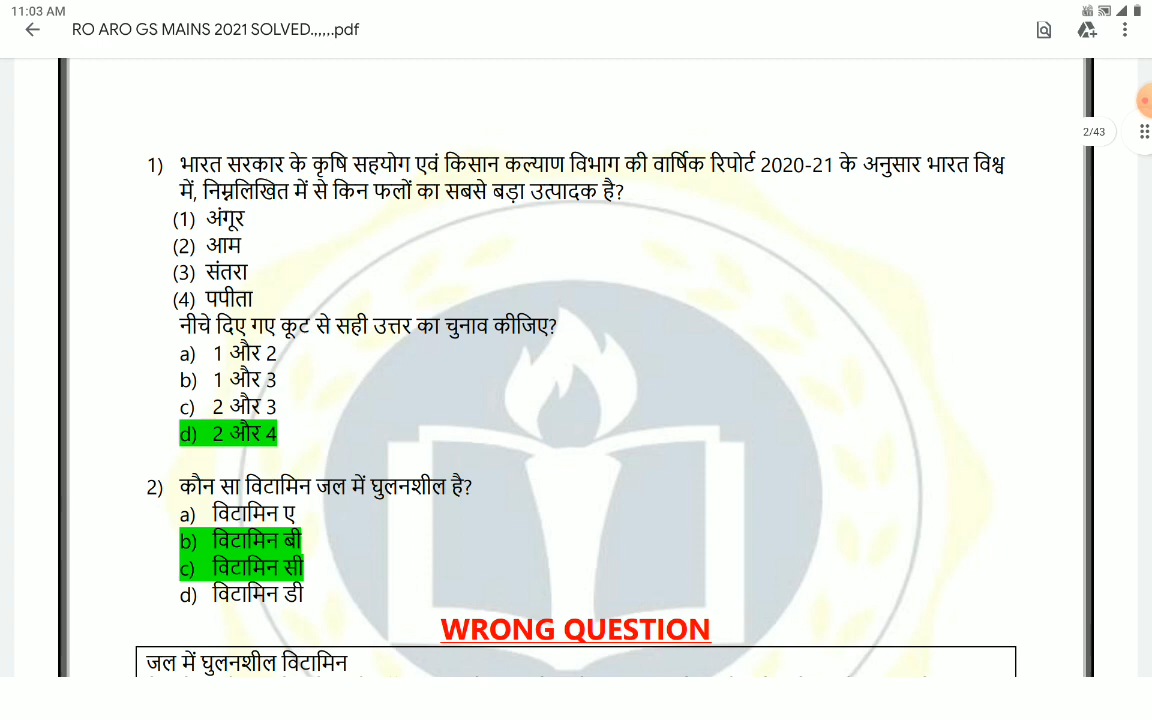 11:03 AM
RO ARO GS MAINS 2021 SOLVED.,,,,.pdf
2/43
1) भारत सरकार के कृषि सहयोग एवं किसान कल्याण विभाग की वार्षिक रिपोर्ट 2020-21 के अनुसार भारत विश्व
में, निम्नलिखित में से किन फलों का सबसे बड़ा उत्पादक है?
(1) अंगूर
(2) आम
(3) संतरा
(4) पपीता
नीचे दिए गए कूट से सही उत्तर का चुनाव कीजिए?
a) 1 और 2
b) 1 और 3
c) 2 और 3
d) 2 और 4
2) कौन सा विटामिन जल में घुलनशील है?
a) विटामिन ए
b) विटामिन बी
c) विटामिन सी
d) विटामिन डी
WRONG QUESTION
जल में घुलनशील विटामिन